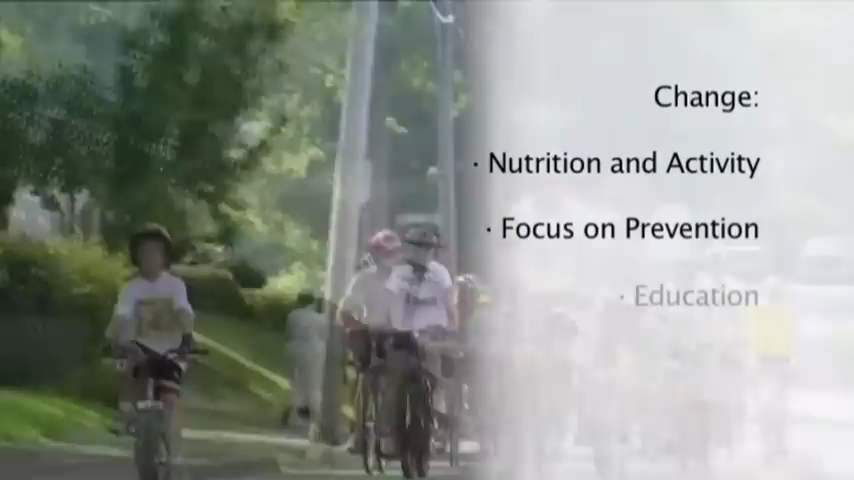 Change:
· Nutrition and Activity
· Focus on Prevention
· Education